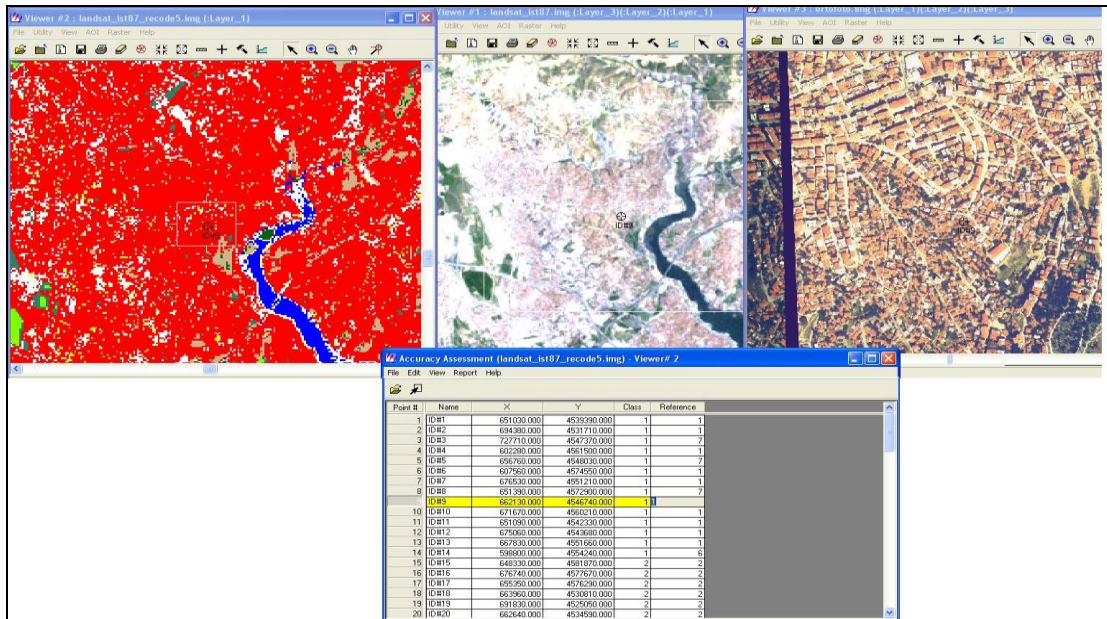 Viewer #2 : landsat_ist87_recode5.img (:Layer_1)
File Utility View AOI Raster Help
Viewer #1 : landsat_ist87.img (:Layer_3)(:Layer_2)(:Layer_1)
Utility View AOI Raster Help
Viewer #3 : ortofoto.img (:Layer_1)(:Layer_2)(:Layer_3)
File Utility View AOI Raster Help
ID#9
Accuracy Assessment (landsat_ist87_recode5.img) - Viewer# 2
File Edit View Report Help
Point # Name X Y Class Reference
1 ID#1 651030.000 4539390.000 1 1
2 ID#2 694380.000 4531710.000 1 1
3 ID#3 727710.000 4547370.000 1 7
4 ID#4 602280.000 4561500.000 1 1
5 ID#5 656760.000 4548030.000 1 7
6 ID#6 607560.000 4574550.000 1 1
7 ID#7 676530.000 4551210.000 1 1
8 ID#8 651390.000 4572900.000 1 7
ID#9 662130.000 4546740.000 1 1
10 ID#10 671670.000 4560210.000 1 1
11 ID#11 651090.000 4542330.000 1 1
12 ID#12 675060.000 4543680.000 1 1
13 ID#13 667830.000 4551660.000 1 1
14 ID#14 598800.000 4554240.000 1 6
15 ID#15 648330.000 4581870.000 2 2
16 ID#16 676740.000 4577670.000 2 2
17 ID#17 655350.000 4576290.000 2 2
18 ID#18 663960.000 4530810.000 2 2
19 ID#19 691830.000 4525050.000 2 2
20 ID#20 662640.000 4534590.000 2 2